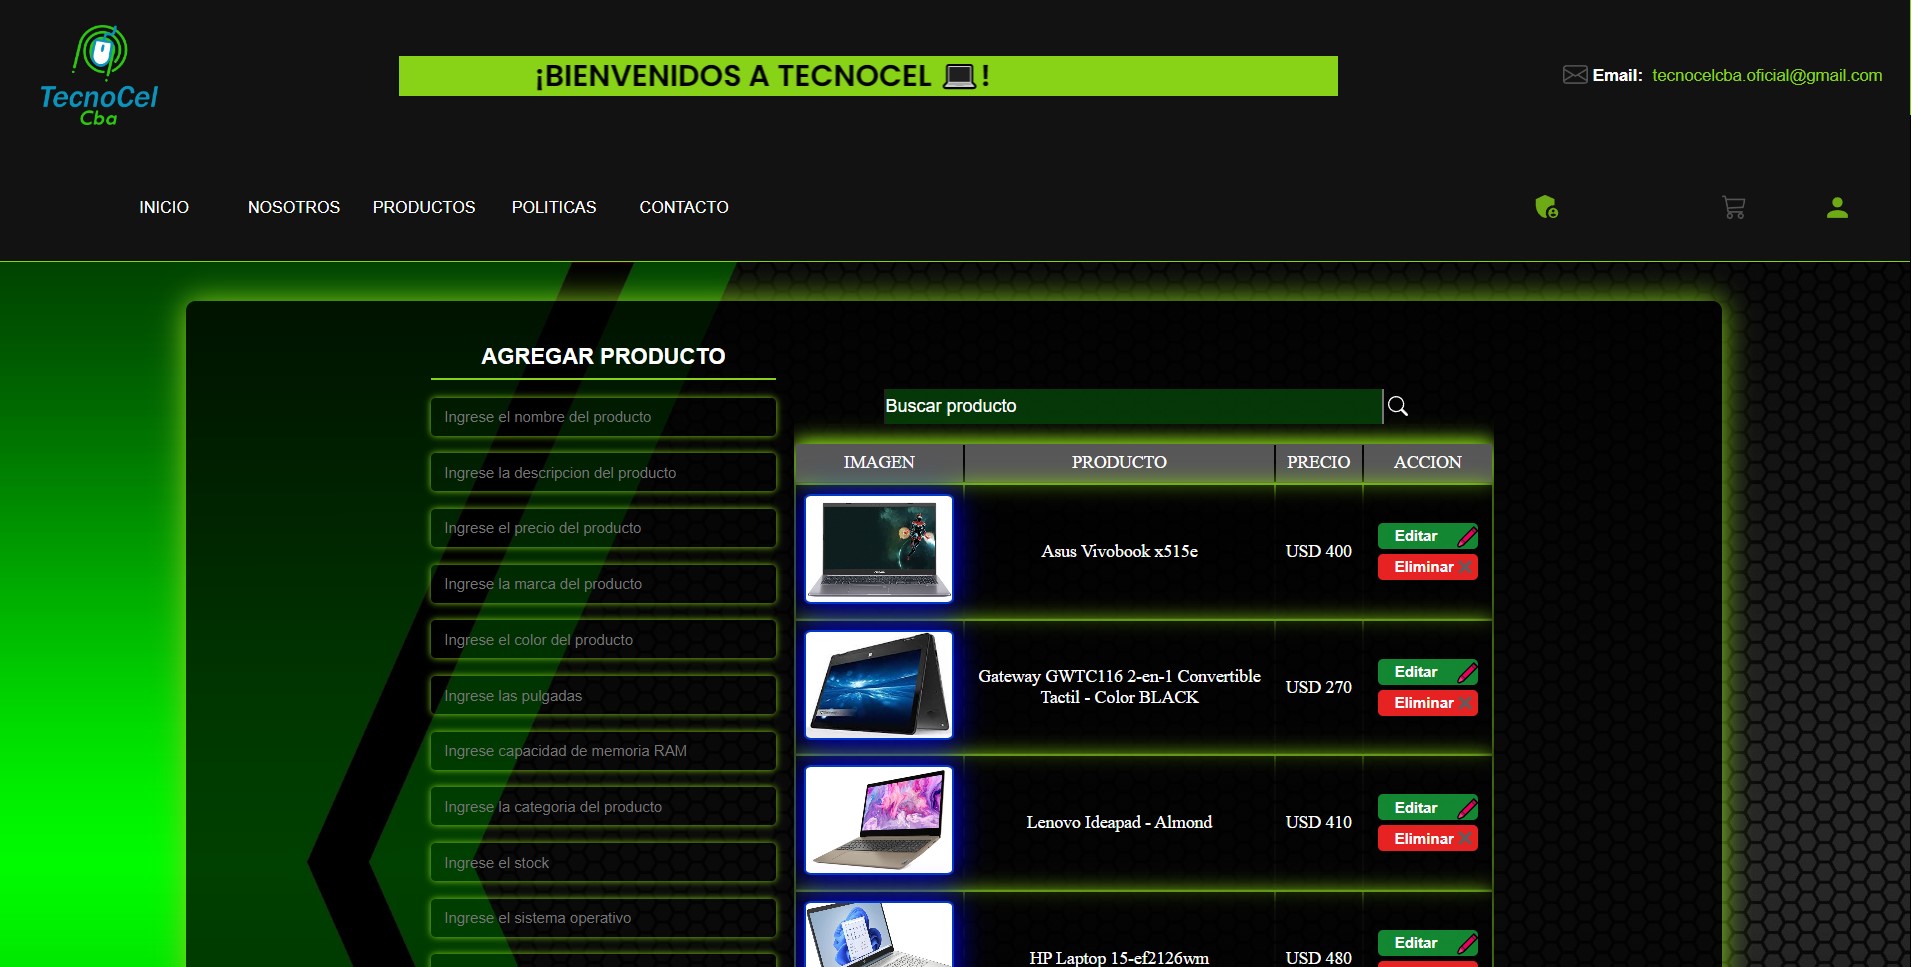 TecnoCel
Cba
¡BIENVENIDOS A TECNOCEL 💻!
Email: tecnocelcba.oficial@gmail.com
INICIO
NOSOTROS
PRODUCTOS
POLITICAS
CONTACTO
AGREGAR PRODUCTO
Ingrese el nombre del producto
Ingrese la descripcion del producto
Ingrese el precio del producto
Ingrese la marca del producto
Ingrese el color del producto
Ingrese las pulgadas
Ingrese capacidad de memoria RAM
Ingrese la categoria del producto
Ingrese el stock
Ingrese el sistema operativo
Buscar producto
IMAGEN PRODUCTO PRECIO ACCION
Asus Vivobook x515e
USD 400
Editar
Eliminar
Gateway GWTC116 2-en-1 Convertible
Tactil - Color BLACK
USD 270
Editar
Eliminar
Lenovo Ideapad - Almond
USD 410
Editar
Eliminar
HP Laptop 15-ef2126wm
USD 480
Editar